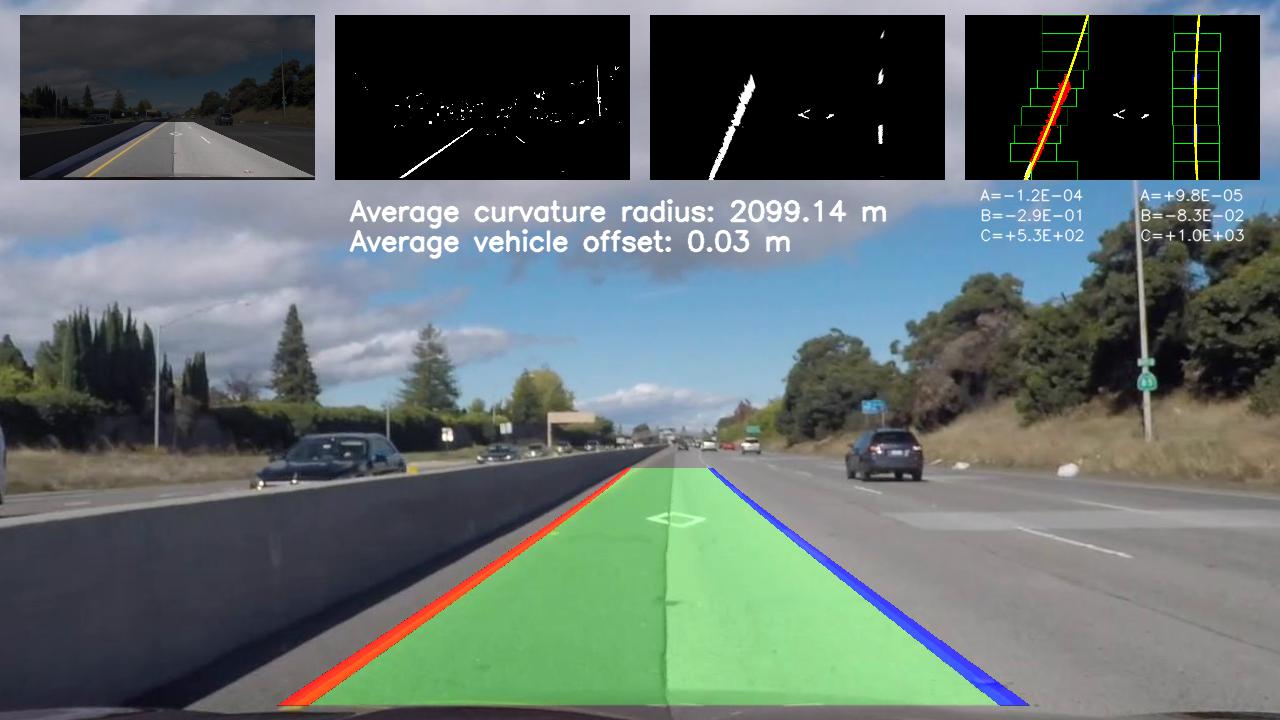 Average curvature radius: 2099.14 m
Average vehicle offset: 0.03 m
A=-1.2E-04
B=-2.9E-01
C=+5.3E+02
A=+9.8E-05
B=-8.3E-02
C=+1.0E+03